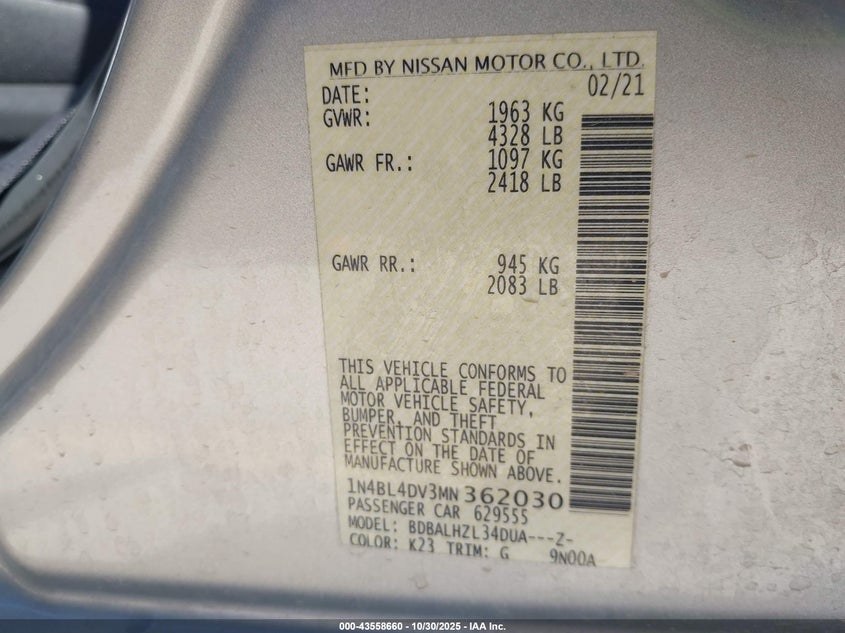 MFD BY NISSAN MOTOR CO., LTD.
DATE: 02/21
GVWR: 1963 KG
4328 LB
GAWR FR.: 1097 KG
2418 LB
GAWR RR.: 945 KG
2083 LB
THIS VEHICLE CONFORMS TO
ALL APPLICABLE FEDERAL
MOTOR VEHICLE SAFETY,
BUMPER, AND THEFT
PREVENTION STANDARDS IN
EFFECT ON THE DATE OF
MANUFACTURE SHOWN ABOVE.
1N4BL4DV3MN362030
PASSENGER CAR 629555
MODEL: BDBALHZL34DUA---Z-
COLOR: K23 TRIM: G 9N00A
000-43558660 | 10/30/2025 - IAA Inc.